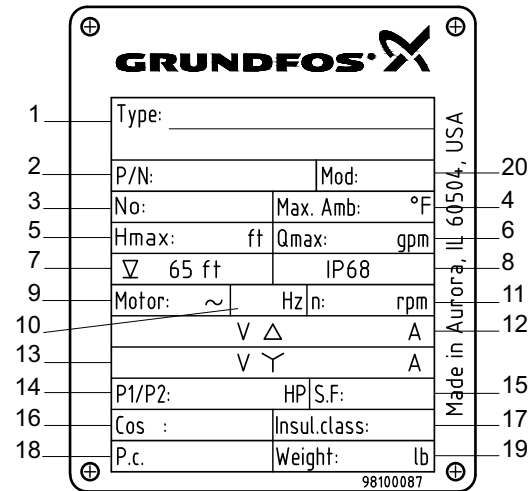 GRUNDFOS
1 Type:
2 P/N: Mod: 20
3 No: Max. Amb: °F 4
5 Hmax: ft Qmax: gpm 6
7 65 ft IP68 8
9 Motor: ~ Hz n: rpm 11
10 V △ A 12
13 V Y A
14 P1/P2: HP S.F: 15
16 Cos : Insul.class: 17
18 P.c. Weight: lb 19
98100087
Made in Aurora, IL 60504, USA